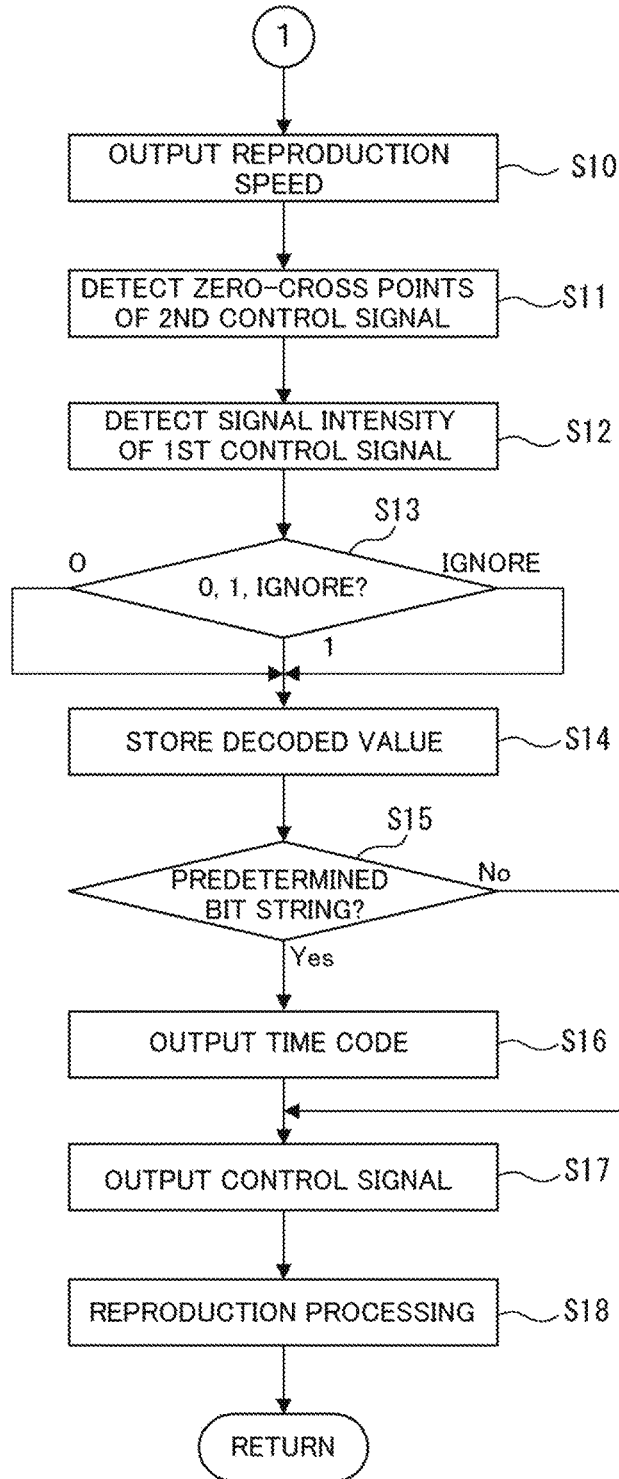 1
OUTPUT REPRODUCTION
SPEED
S10
DETECT ZERO-CROSS POINTS
OF 2ND CONTROL SIGNAL
S11
DETECT SIGNAL INTENSITY
OF 1ST CONTROL SIGNAL
S12
S13
0
IGNORE
0, 1, IGNORE?
1
STORE DECODED VALUE
S14
S15
No
PREDETERMINED
BIT STRING?
Yes
OUTPUT TIME CODE
S16
OUTPUT CONTROL SIGNAL
S17
REPRODUCTION PROCESSING
S18
RETURN